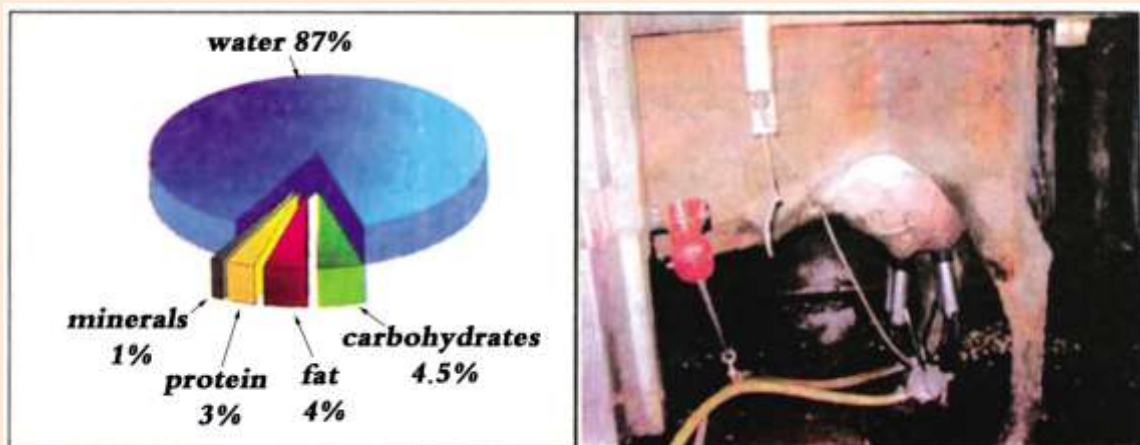 water 87%
minerals
1%
protein
3%
fat
4%
carbohydrates
4.5%